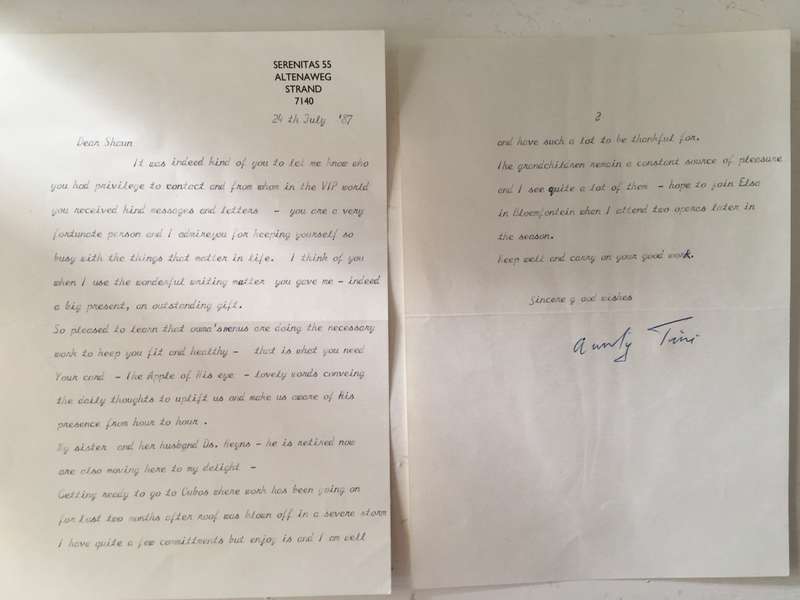 SERENITAS 55
ALTENAWEG
STRAND
7140
24 th July '87
Dear Shaun
It was indeed kind of you to let me know who
you had privilege to contact and from whom in the VIP world
you received kind messages and letters - you are a very
fortunate person and I admireyou for keeping yourself so
busy with the things that matter in life. I think of you
when I use the wonderful writing matter you gave me - indeed
a big present, an outstanding gift.
So pleased to learn that ouma'smenus are doing the necessary
work to keep you fit and healthy - that is what you need
Your card - the Apple of His eye - lovely words conveing
the daily thoughts to uplift us and make us aware of His
presence from hour to hour .
My sister and her husband Ds. Heyns - he is retired now
are also moving here to my delight -
Getting ready to go to Cubos where work has been going on
for last two months after roof was blown off in a severe storm
I have quite a few committments but enjoy is and I am well
2
and have such a lot to be thankful for.
The grandchildren remain a constant source of pleasure
and I see quite a lot of them - hope to join Elsa
in Bloemfontein when I attend two operas later in
the season.
Keep well and carry on your good work.
Sincere g ood wishes
Aunty Tini